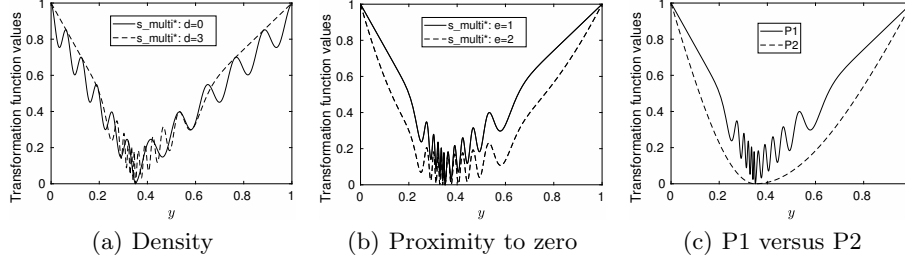 Transformation function values
1
0.8
0.6
0.4
0.2
0
s_multi*: d=0
s_multi*: d=3
0 0.2 0.4 0.6 0.8 1
y
(a) Density
Transformation function values
1
0.8
0.6
0.4
0.2
0
s_multi*: e=1
s_multi*: e=2
0 0.2 0.4 0.6 0.8 1
y
(b) Proximity to zero
Transformation function values
1
0.8
0.6
0.4
0.2
0
P1
P2
0 0.2 0.4 0.6 0.8 1
y
(c) P1 versus P2